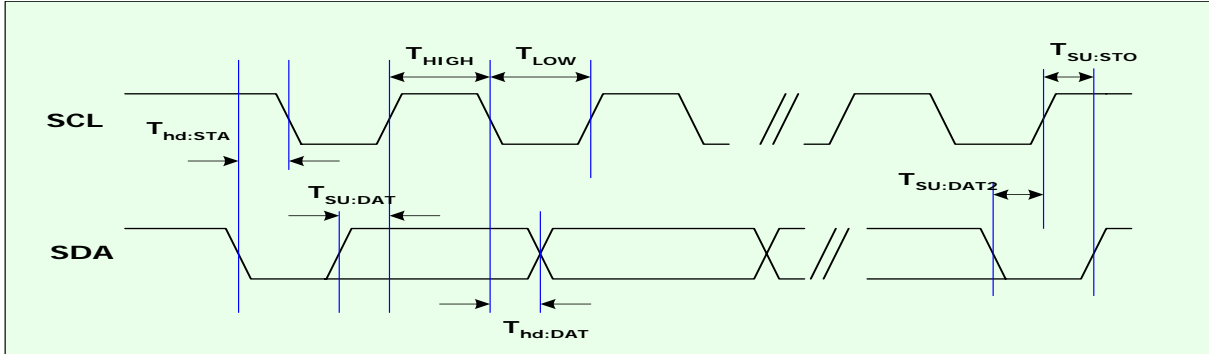 THIGH
TLOW
TSU:STO
SCL
Thd:STA
TSU:DAT
TSU:DAT2
SDA
Thd:DAT